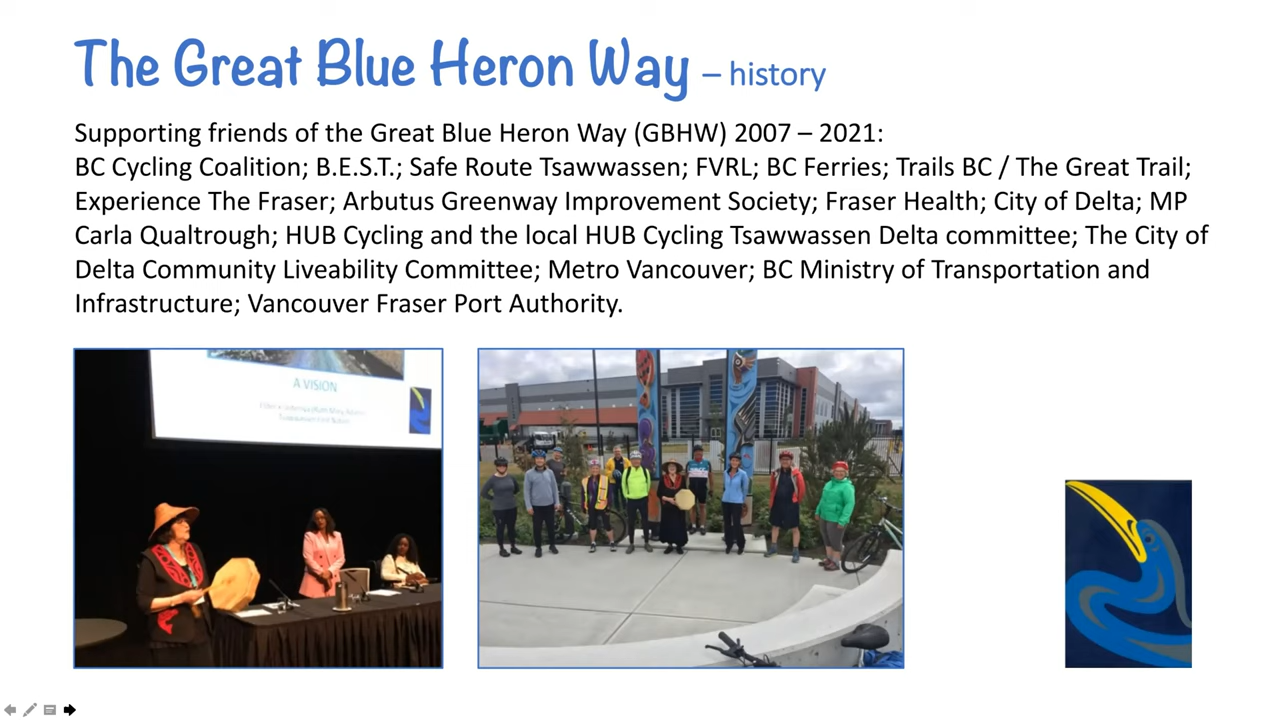 The Great Blue Heron Way – history
Supporting friends of the Great Blue Heron Way (GBHW) 2007 – 2021:
BC Cycling Coalition; B.E.S.T.; Safe Route Tsawwassen; FVRL; BC Ferries; Trails BC / The Great Trail;
Experience The Fraser; Arbutus Greenway Improvement Society; Fraser Health; City of Delta; MP
Carla Qualtrough; HUB Cycling and the local HUB Cycling Tsawwassen Delta committee; The City of
Delta Community Liveability Committee; Metro Vancouver; BC Ministry of Transportation and
Infrastructure; Vancouver Fraser Port Authority.
A VISION